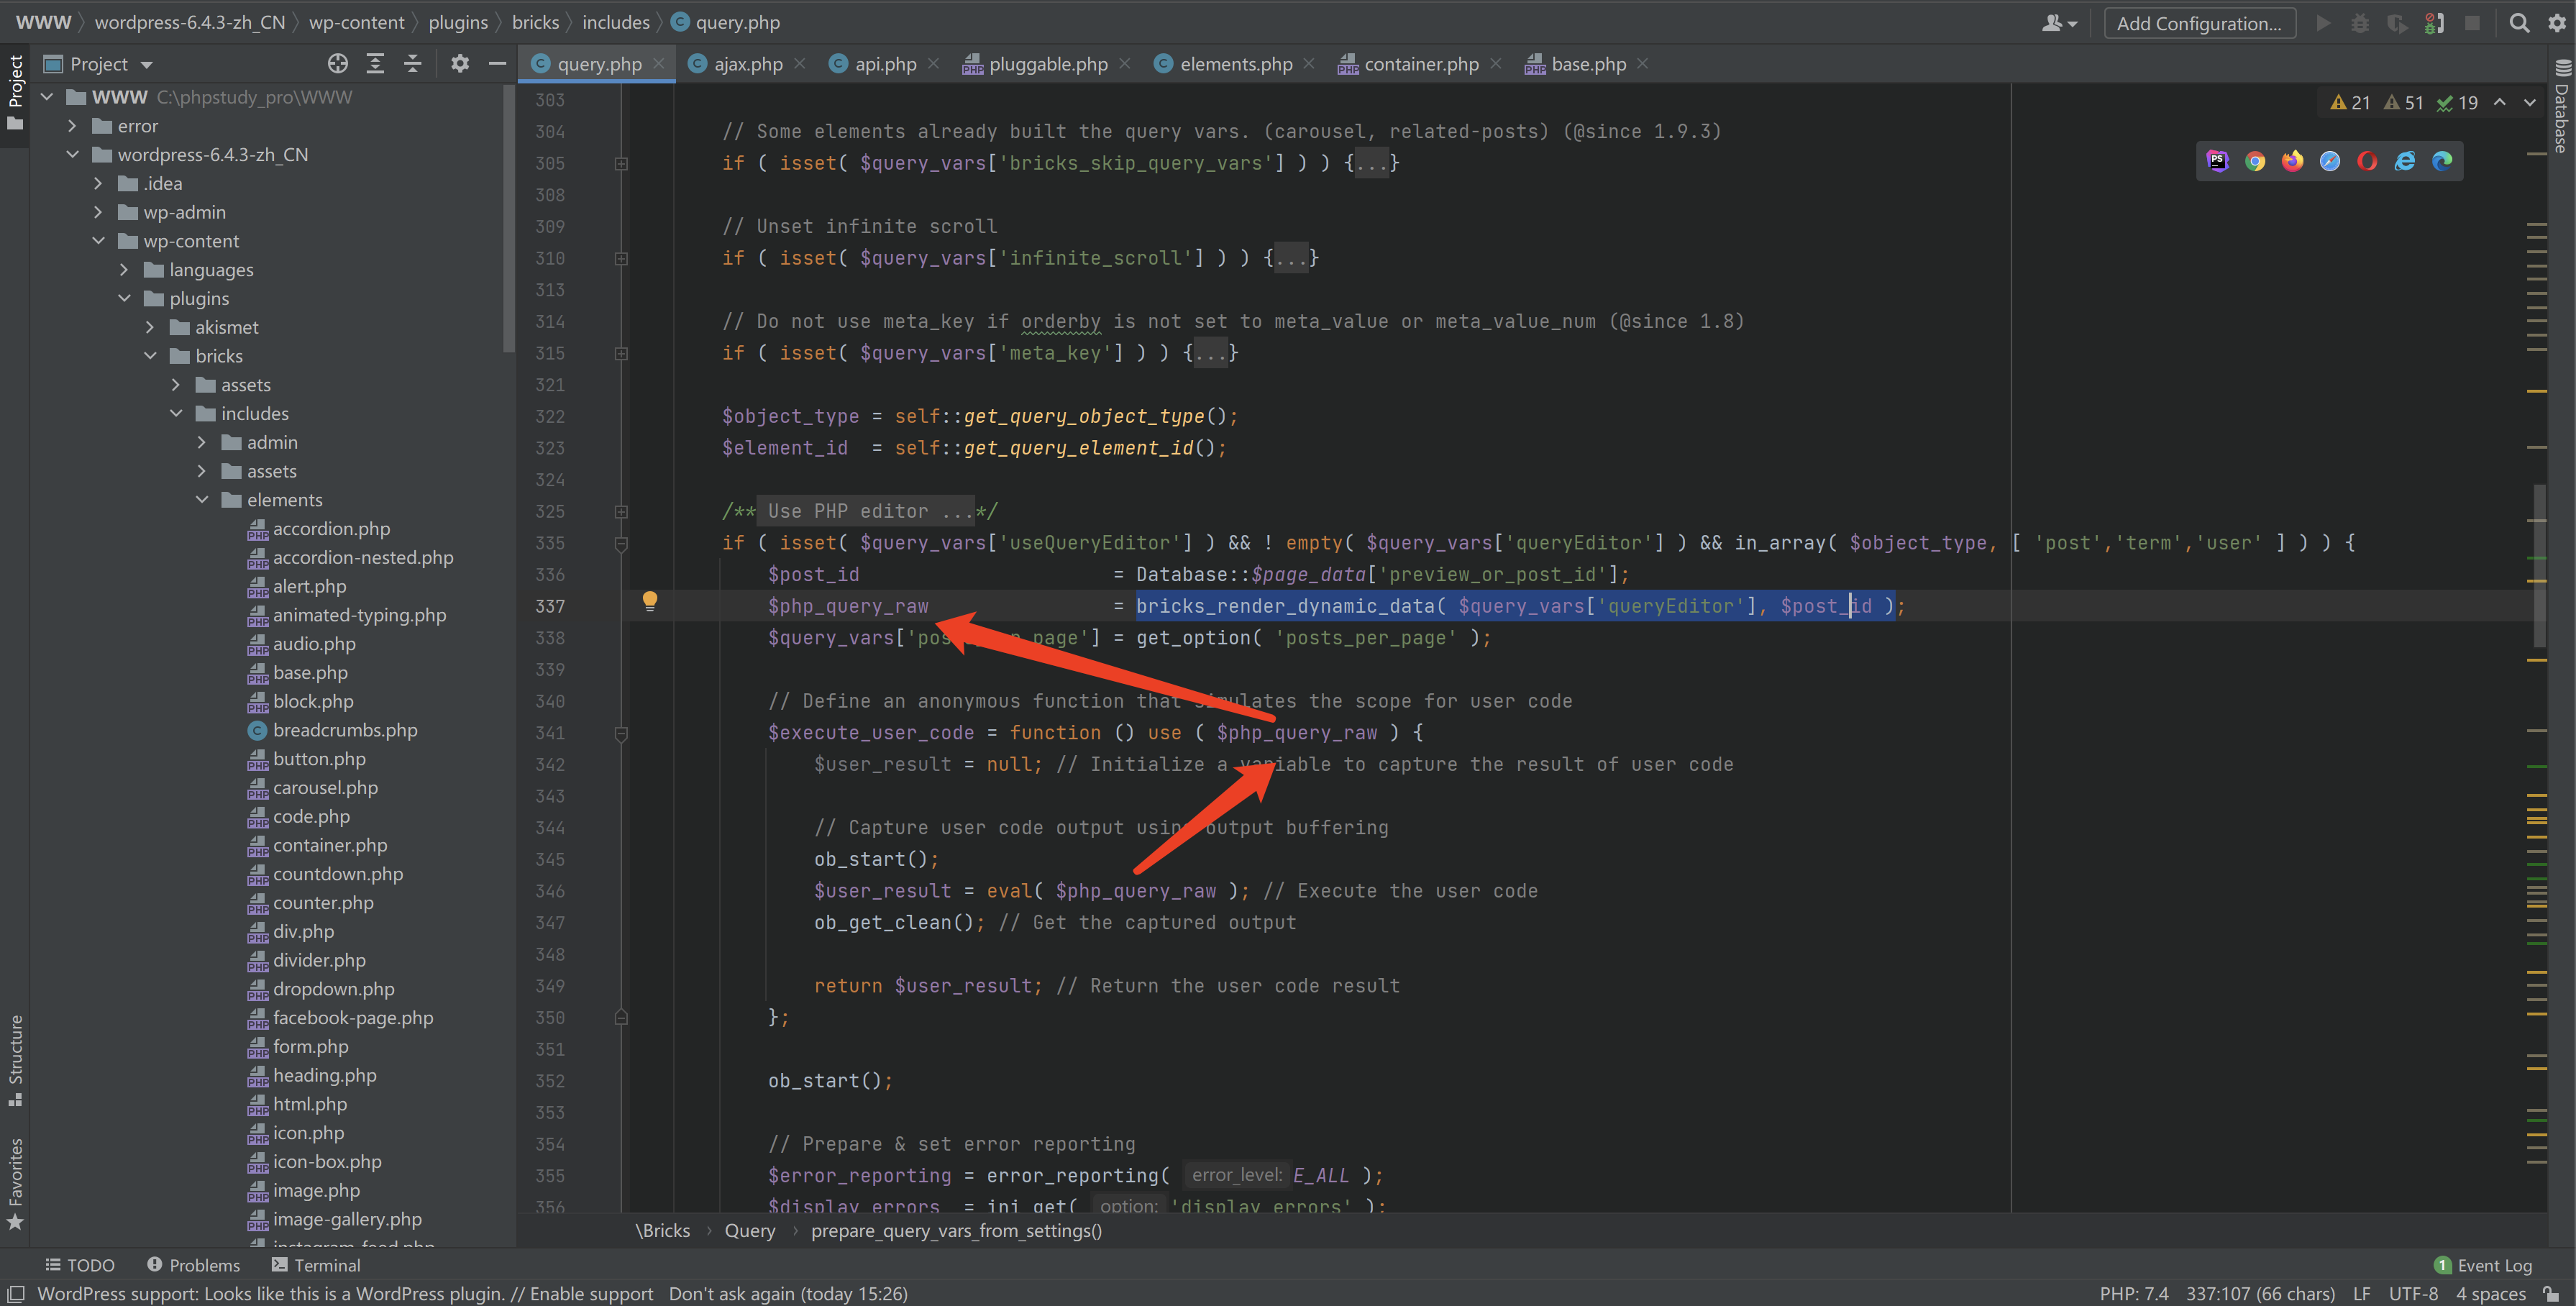 WWW wordpress-6.4.3-zh_CN wp-content plugins bricks includes query.php
Add Configuration...
Project
query.php ajax.php api.php pluggable.php elements.php container.php base.php
Project
Structure
Favorites
Database
WWW C:\phpstudy_pro\WWW
error
wordpress-6.4.3-zh_CN
.idea
wp-admin
wp-content
languages
plugins
akismet
bricks
assets
includes
admin
assets
elements
accordion.php
accordion-nested.php
alert.php
animated-typing.php
audio.php
base.php
block.php
breadcrumbs.php
button.php
carousel.php
code.php
container.php
countdown.php
counter.php
div.php
divider.php
dropdown.php
facebook-page.php
form.php
heading.php
html.php
icon.php
icon-box.php
image.php
image-gallery.php
21 51 19
303
304 // Some elements already built the query vars. (carousel, related-posts) (@since 1.9.3)
305 if ( isset( $query_vars['bricks_skip_query_vars'] ) ) {...}
308
309 // Unset infinite scroll
310 if ( isset( $query_vars['infinite_scroll'] ) ) {...}
313
314 // Do not use meta_key if orderby is not set to meta_value or meta_value_num (@since 1.8)
315 if ( isset( $query_vars['meta_key'] ) ) {...}
321
322 $object_type = self::get_query_object_type();
323 $element_id = self::get_query_element_id();
324
325 /** Use PHP editor ...*/
335 if ( isset( $query_vars['useQueryEditor'] ) && ! empty( $query_vars['queryEditor'] ) && in_array( $object_type, [ 'post','term','user' ] ) ) {
336 $post_id = Database::$page_data['preview_or_post_id'];
337 $php_query_raw = bricks_render_dynamic_data( $query_vars['queryEditor'], $post_id );
338 $query_vars['posts_per_page'] = get_option( 'posts_per_page' );
339
340 // Define an anonymous function that simulates the scope for user code
341 $execute_user_code = function () use ( $php_query_raw ) {
342 $user_result = null; // Initialize a variable to capture the result of user code
343
344 // Capture user code output using output buffering
345 ob_start();
346 $user_result = eval( $php_query_raw ); // Execute the user code
347 ob_get_clean(); // Get the captured output
348
349 return $user_result; // Return the user code result
350 };
351
352 ob_start();
353
354 // Prepare & set error reporting
355 $error_reporting = error_reporting( error_level: E_ALL );
356 $display_errors = ini_get( option: 'display_errors' );
\Bricks Query prepare_query_vars_from_settings()
TODO Problems Terminal
1 Event Log
WordPress support: Looks like this is a WordPress plugin. // Enable support Don't ask again (today 15:26)
PHP: 7.4 337:107 (66 chars) LF UTF-8 4 spaces